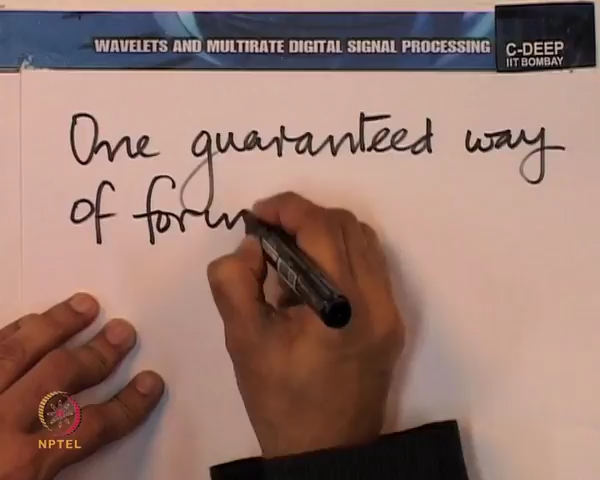 WAVELETS AND MULTIRATE DIGITAL SIGNAL PROCESSING
C-DEEP
IIT BOMBAY
One guaranteed way
of form
NPTEL